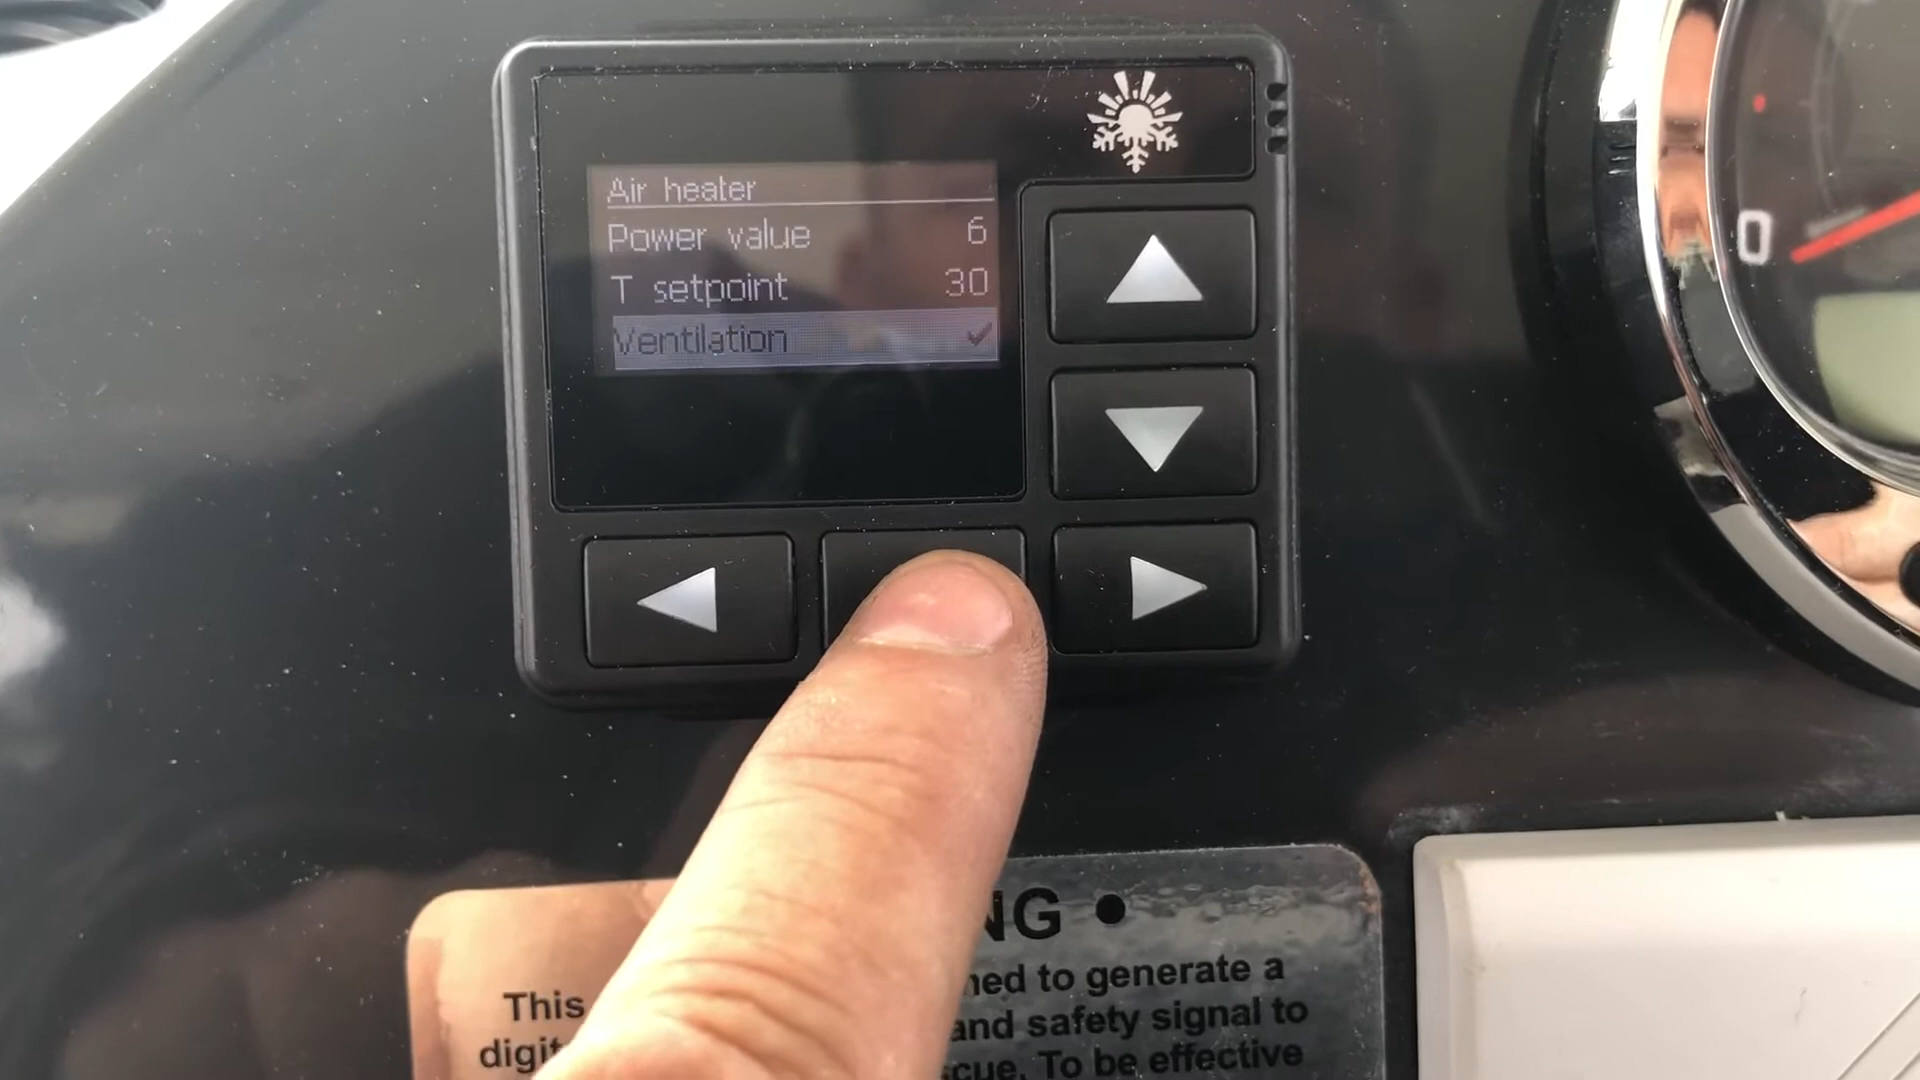 Air heater
Power value 6
T setpoint 30
Ventilation ✓
0
NG •
This ned to generate a
digit and safety signal to
cue. To be effective